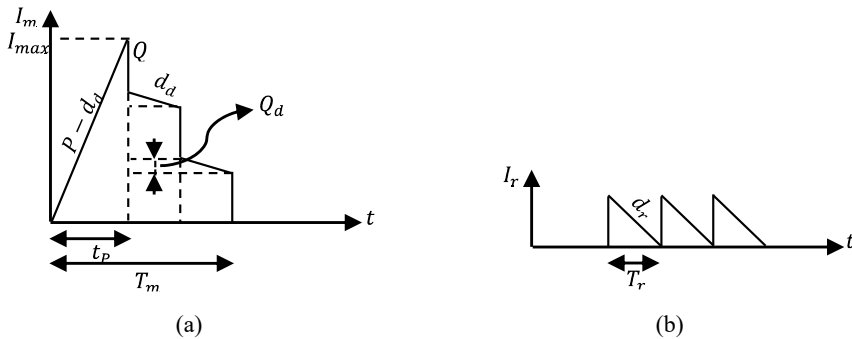 I_m
I_max
Q
d_d
P − d_d
Q_d
t
t_P
T_m
(a)
I_r
d_r
t
T_r
(b)